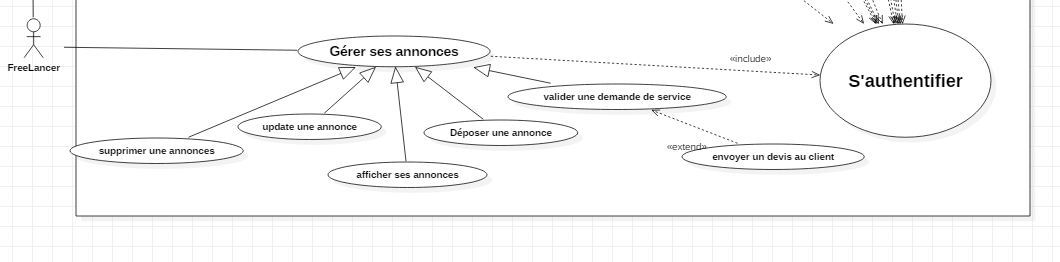 Gérer ses annonces
«include»
FreeLancer
S'authentifier
valider une demande de service
update une annonce
Déposer une annonce
«extend»
supprimer une annonces
envoyer un devis au client
afficher ses annonces